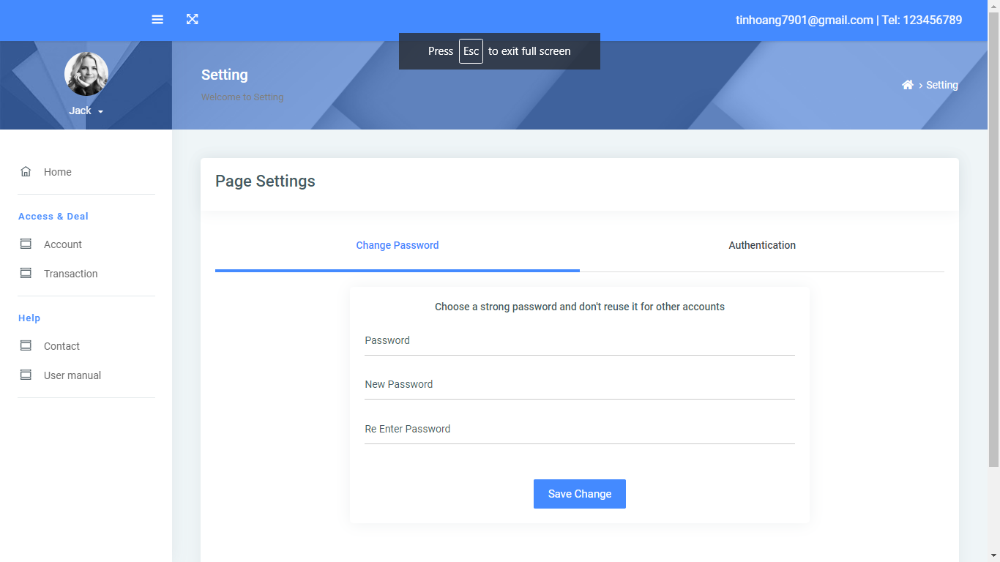 tinhoang7901@gmail.com | Tel: 123456789
Press Esc to exit full screen
Jack
Setting
Welcome to Setting
› Setting
Home
Access & Deal
Account
Transaction
Help
Contact
User manual
Page Settings
Change Password
Authentication
Choose a strong password and don't reuse it for other accounts
Password
New Password
Re Enter Password
Save Change